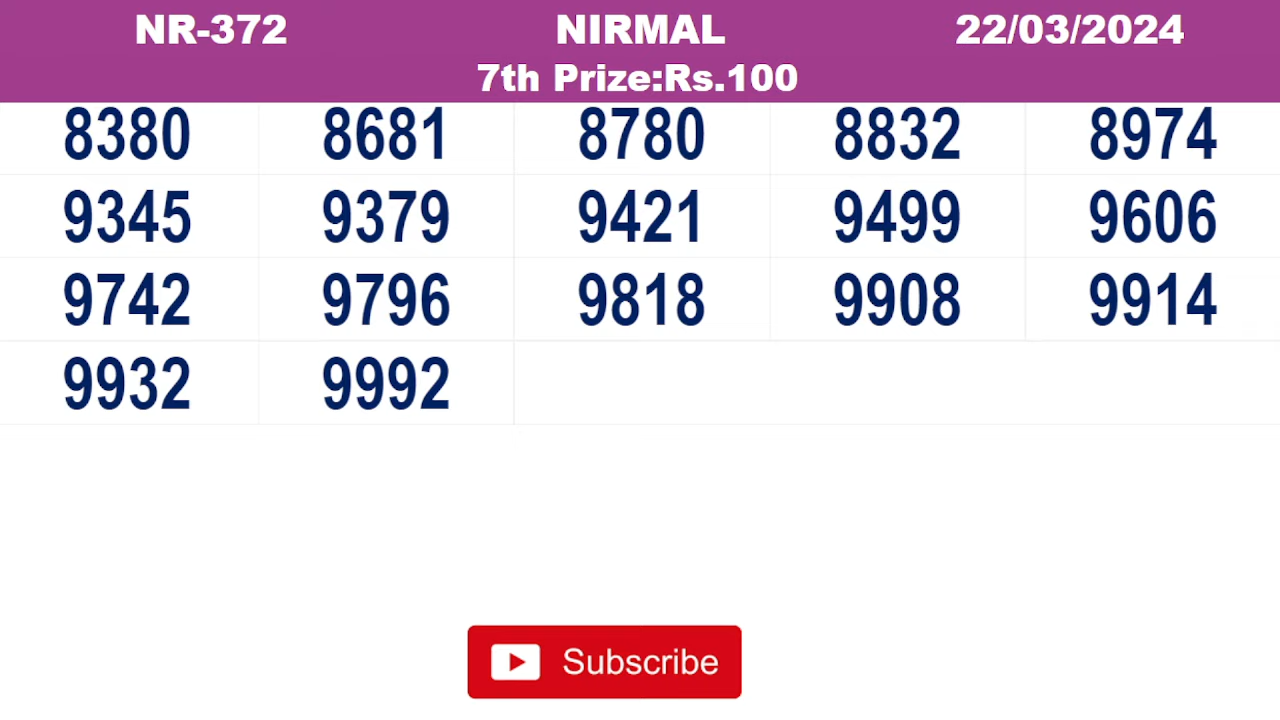 NR-372 NIRMAL 22/03/2024
7th Prize:Rs.100
8380 8681 8780 8832 8974
9345 9379 9421 9499 9606
9742 9796 9818 9908 9914
9932 9992
Subscribe